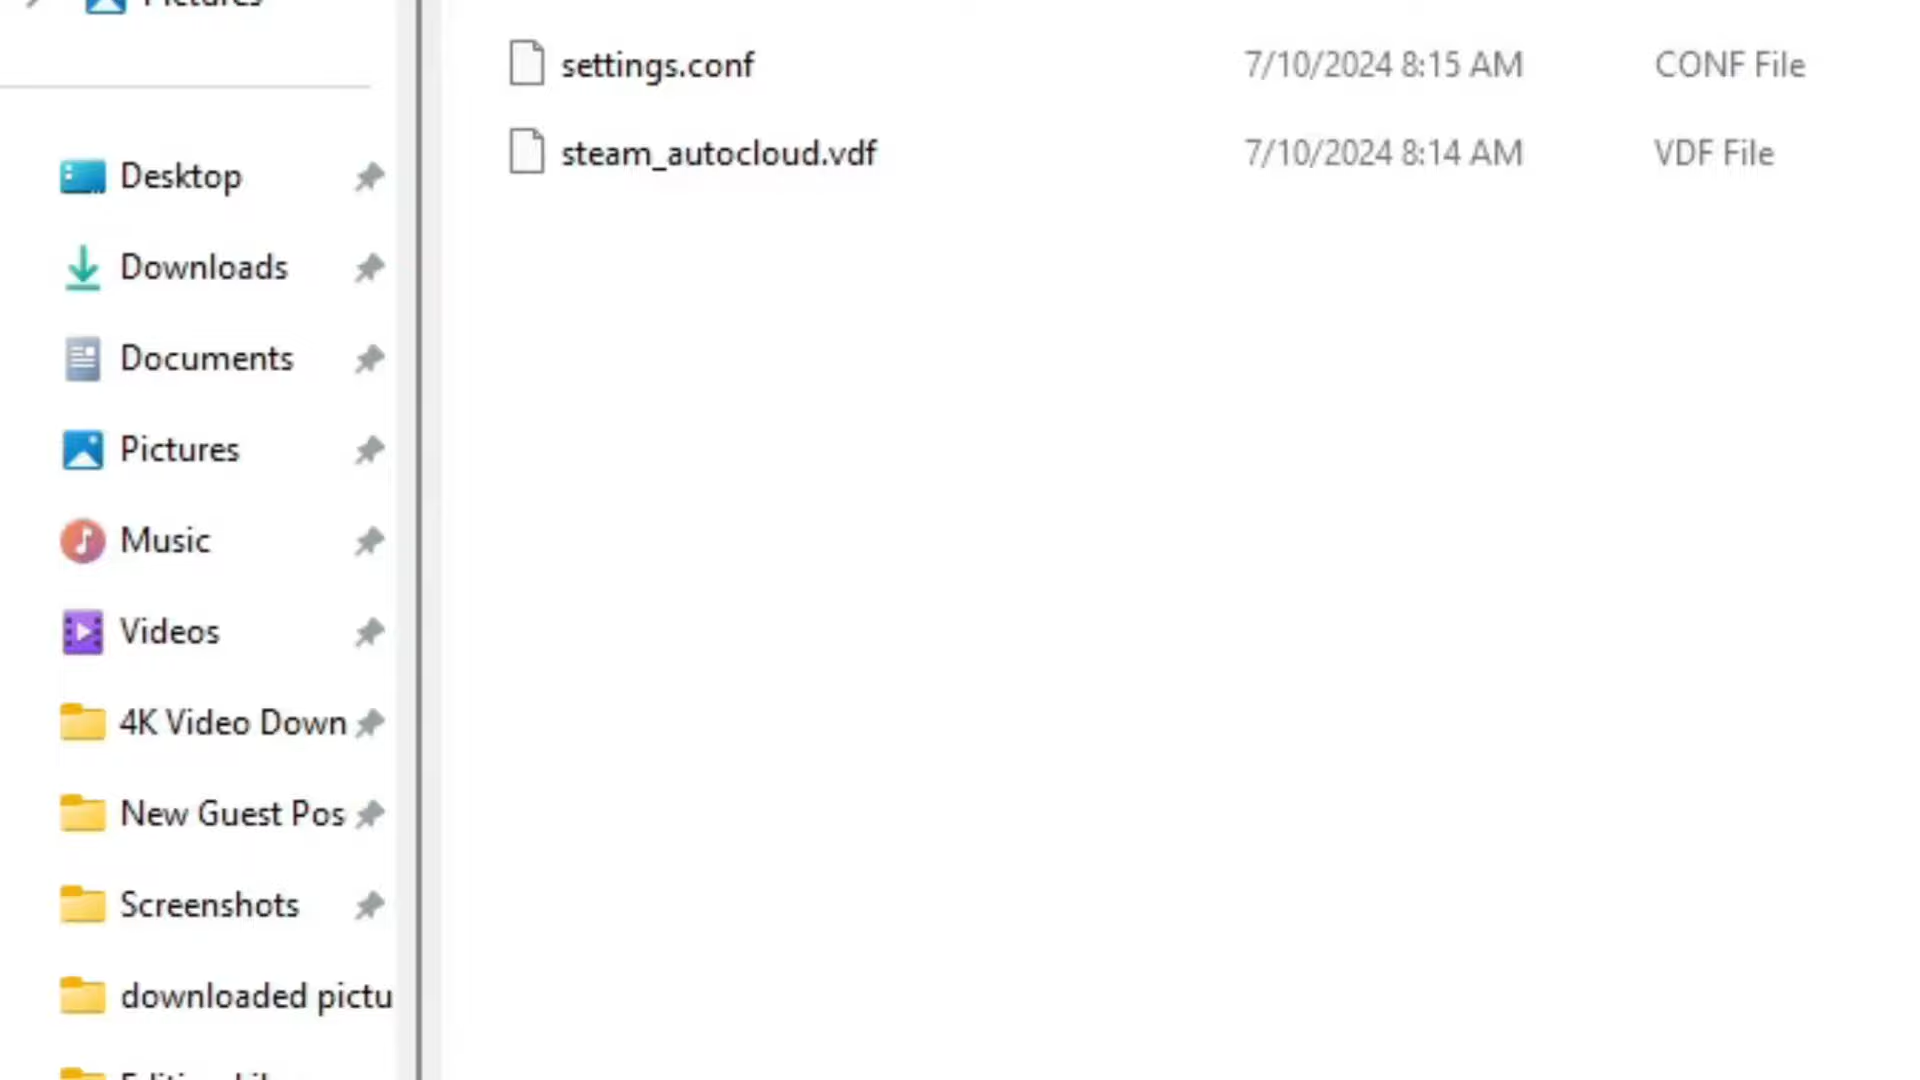 Pictures
settings.conf 7/10/2024 8:15 AM CONF File
steam_autocloud.vdf 7/10/2024 8:14 AM VDF File
Desktop
Downloads
Documents
Pictures
Music
Videos
4K Video Down
New Guest Pos
Screenshots
downloaded pictu